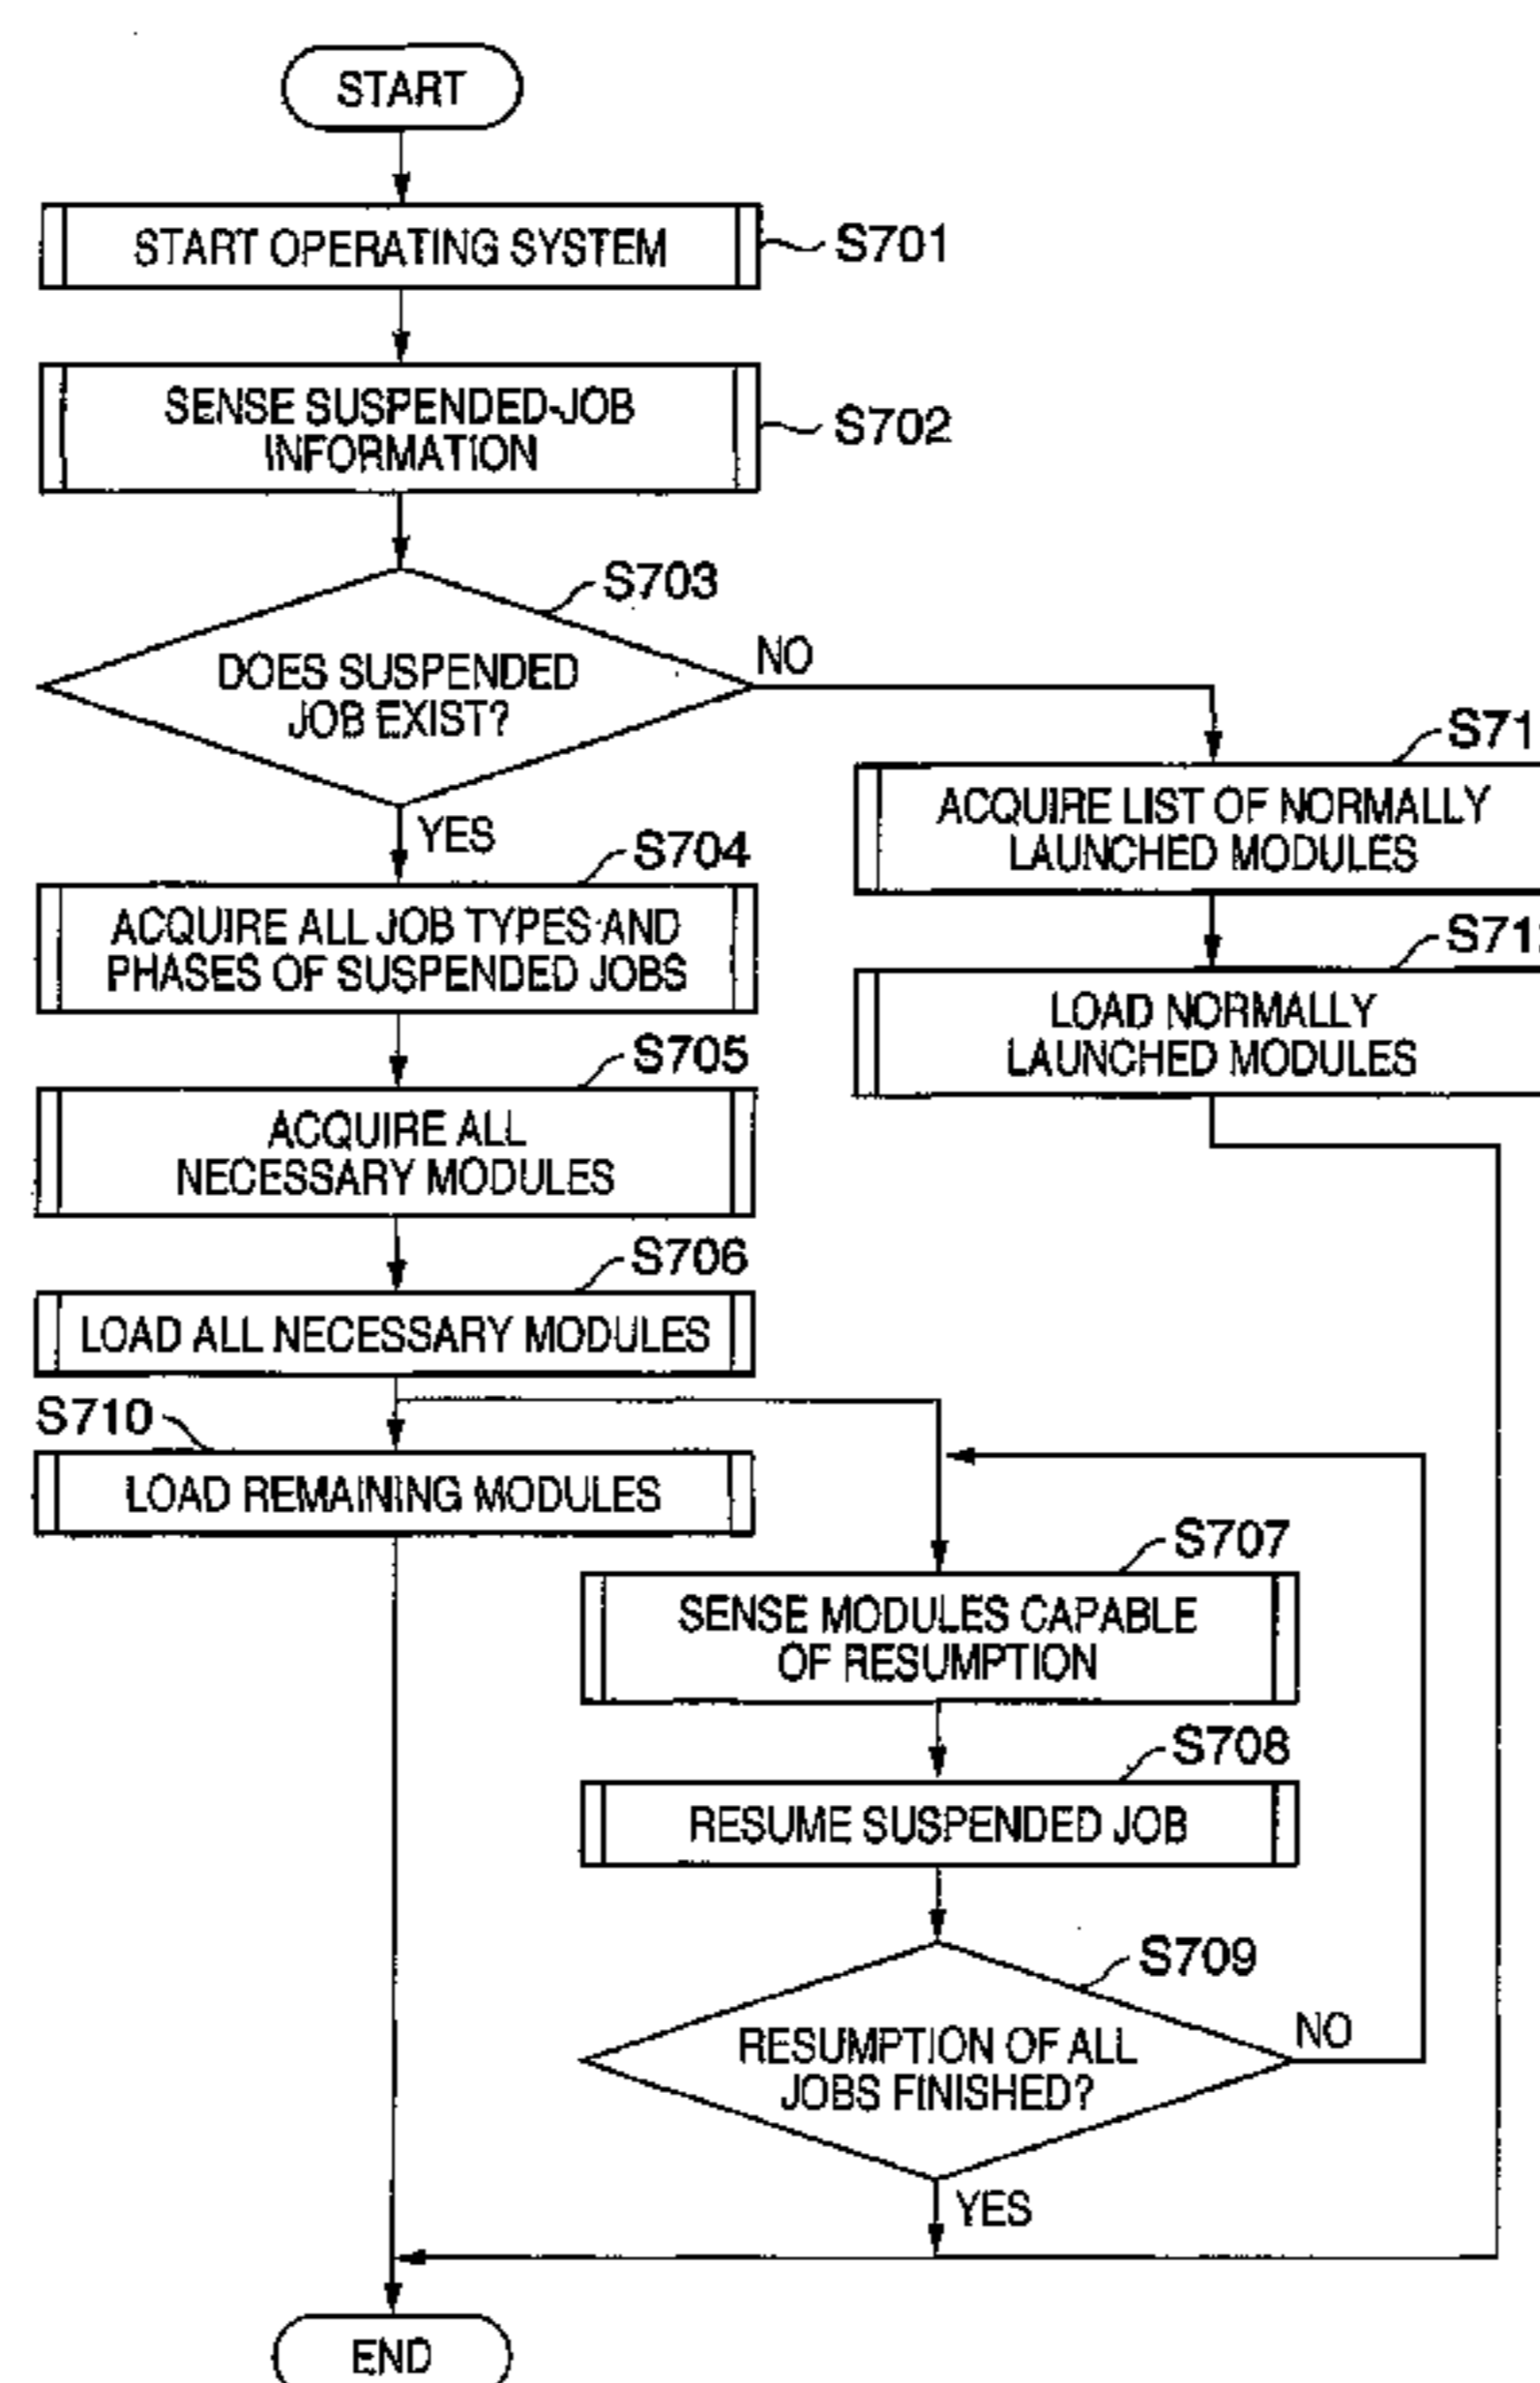 START
START OPERATING SYSTEM
S701
SENSE SUSPENDED-JOB
INFORMATION
S702
S703
DOES SUSPENDED
JOB EXIST?
NO
YES
S71
ACQUIRE LIST OF NORMALLY
LAUNCHED MODULES
S704
ACQUIRE ALL JOB TYPES AND
PHASES OF SUSPENDED JOBS
S712
LOAD NORMALLY
LAUNCHED MODULES
S705
ACQUIRE ALL
NECESSARY MODULES
S706
LOAD ALL NECESSARY MODULES
S710
LOAD REMAINING MODULES
S707
SENSE MODULES CAPABLE
OF RESUMPTION
S708
RESUME SUSPENDED JOB
S709
RESUMPTION OF ALL
JOBS FINISHED?
NO
YES
END